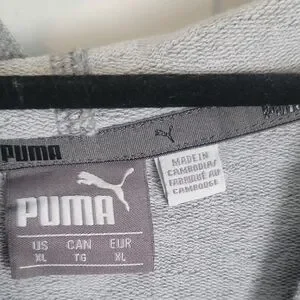 PUMA
MADE IN
CAMBODIA/
FABRIQUÉ AU
CAMBODGE
PUMA
US CAN EUR
XL TG XL